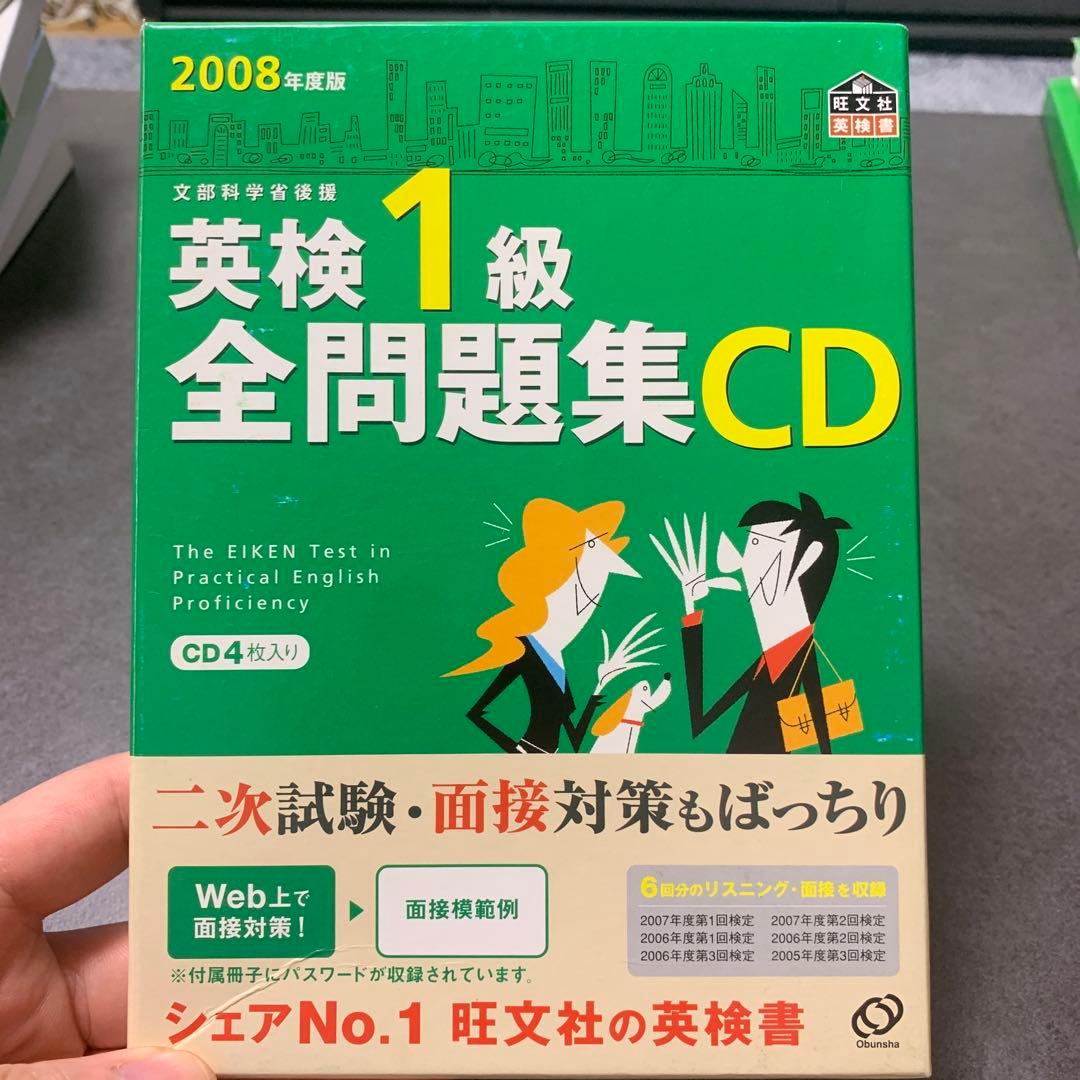 2008年度版
旺文社
英検書
文部科学省後援
英検1級
全問題集CD
The EIKEN Test in
Practical English
Proficiency
CD4枚入り
二次試験・面接対策もばっちり
Web上で
面接対策!
面接模範例
※付属冊子にパスワードが収録されています。
6回分のリスニング・面接を収録
2007年度第1回検定 2007年度第2回検定
2006年度第1回検定 2006年度第2回検定
2006年度第3回検定 2005年度第3回検定
シェアNo.1 旺文社の英検書
Obunsha